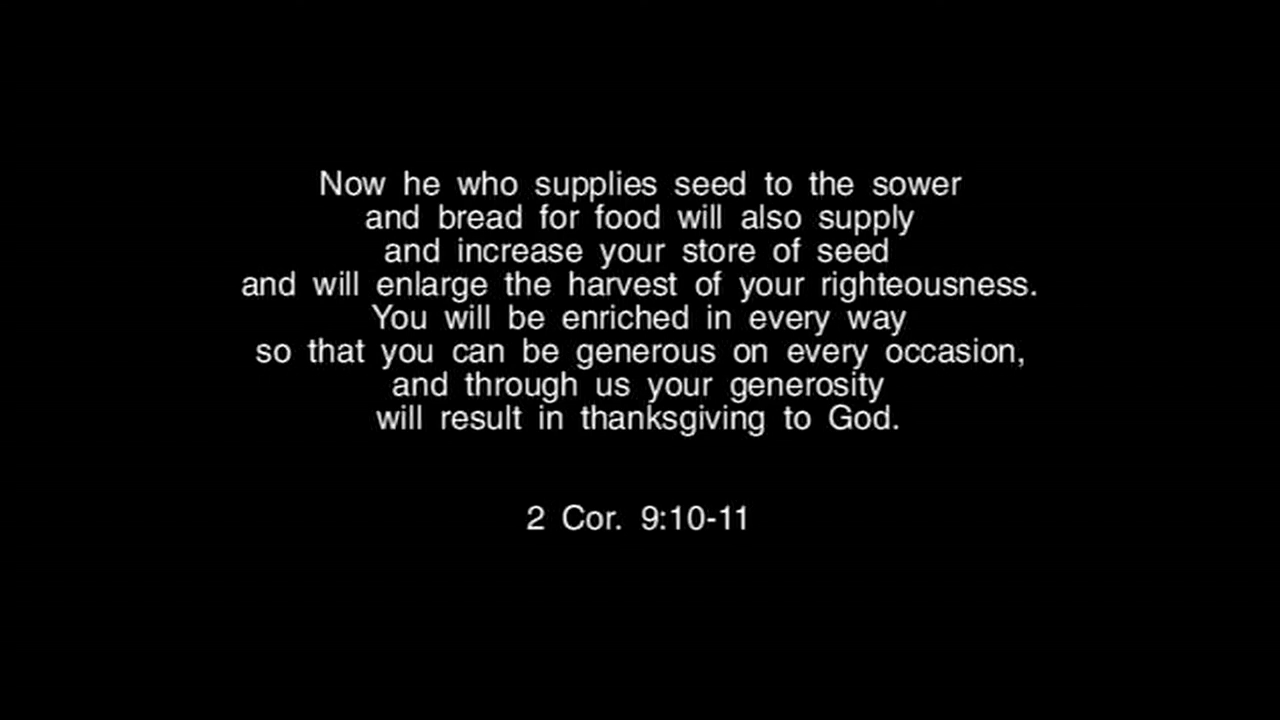 Now he who supplies seed to the sower
and bread for food will also supply
and increase your store of seed
and will enlarge the harvest of your righteousness.
You will be enriched in every way
so that you can be generous on every occasion,
and through us your generosity
will result in thanksgiving to God.
2 Cor. 9:10-11